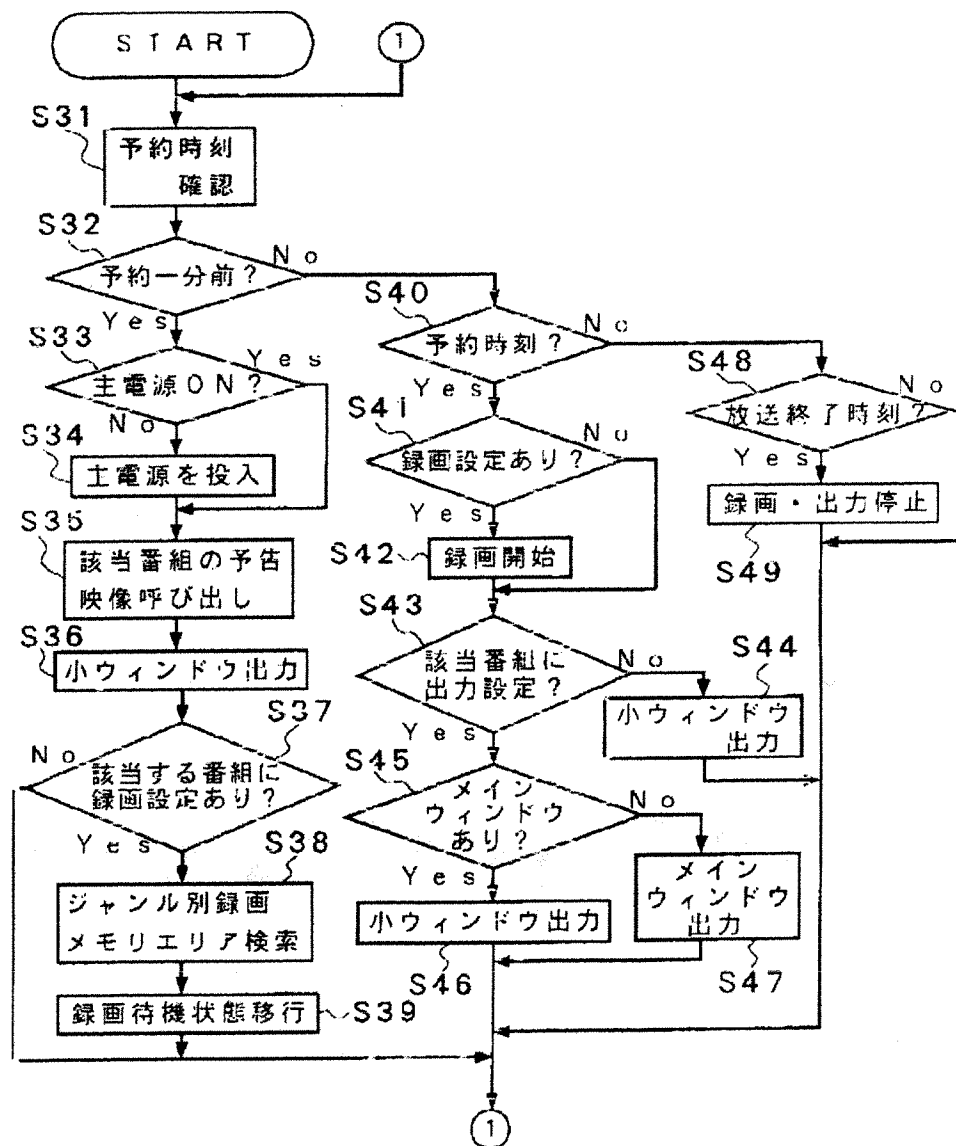 START
1
S31
予約時刻
確認
S32
予約一分前?
No
Yes
S33
主電源ON?
Yes
No
S34
主電源を投入
S35
該当番組の予告
映像呼び出し
S36
小ウィンドウ出力
S37
No
該当する番組に
録画設定あり?
Yes
S38
ジャンル別録画
メモリエリア検索
録画待機状態移行
S39
S40
予約時刻?
No
Yes
S41
録画設定あり?
No
Yes
S42
録画開始
S43
該当番組に
出力設定?
No
Yes
S44
小ウィンドウ
出力
S45
メイン
ウィンドウ
あり?
No
Yes
小ウィンドウ出力
S46
メイン
ウィンドウ
出力
S47
S48
放送終了時刻?
No
Yes
録画・出力停止
S49
1